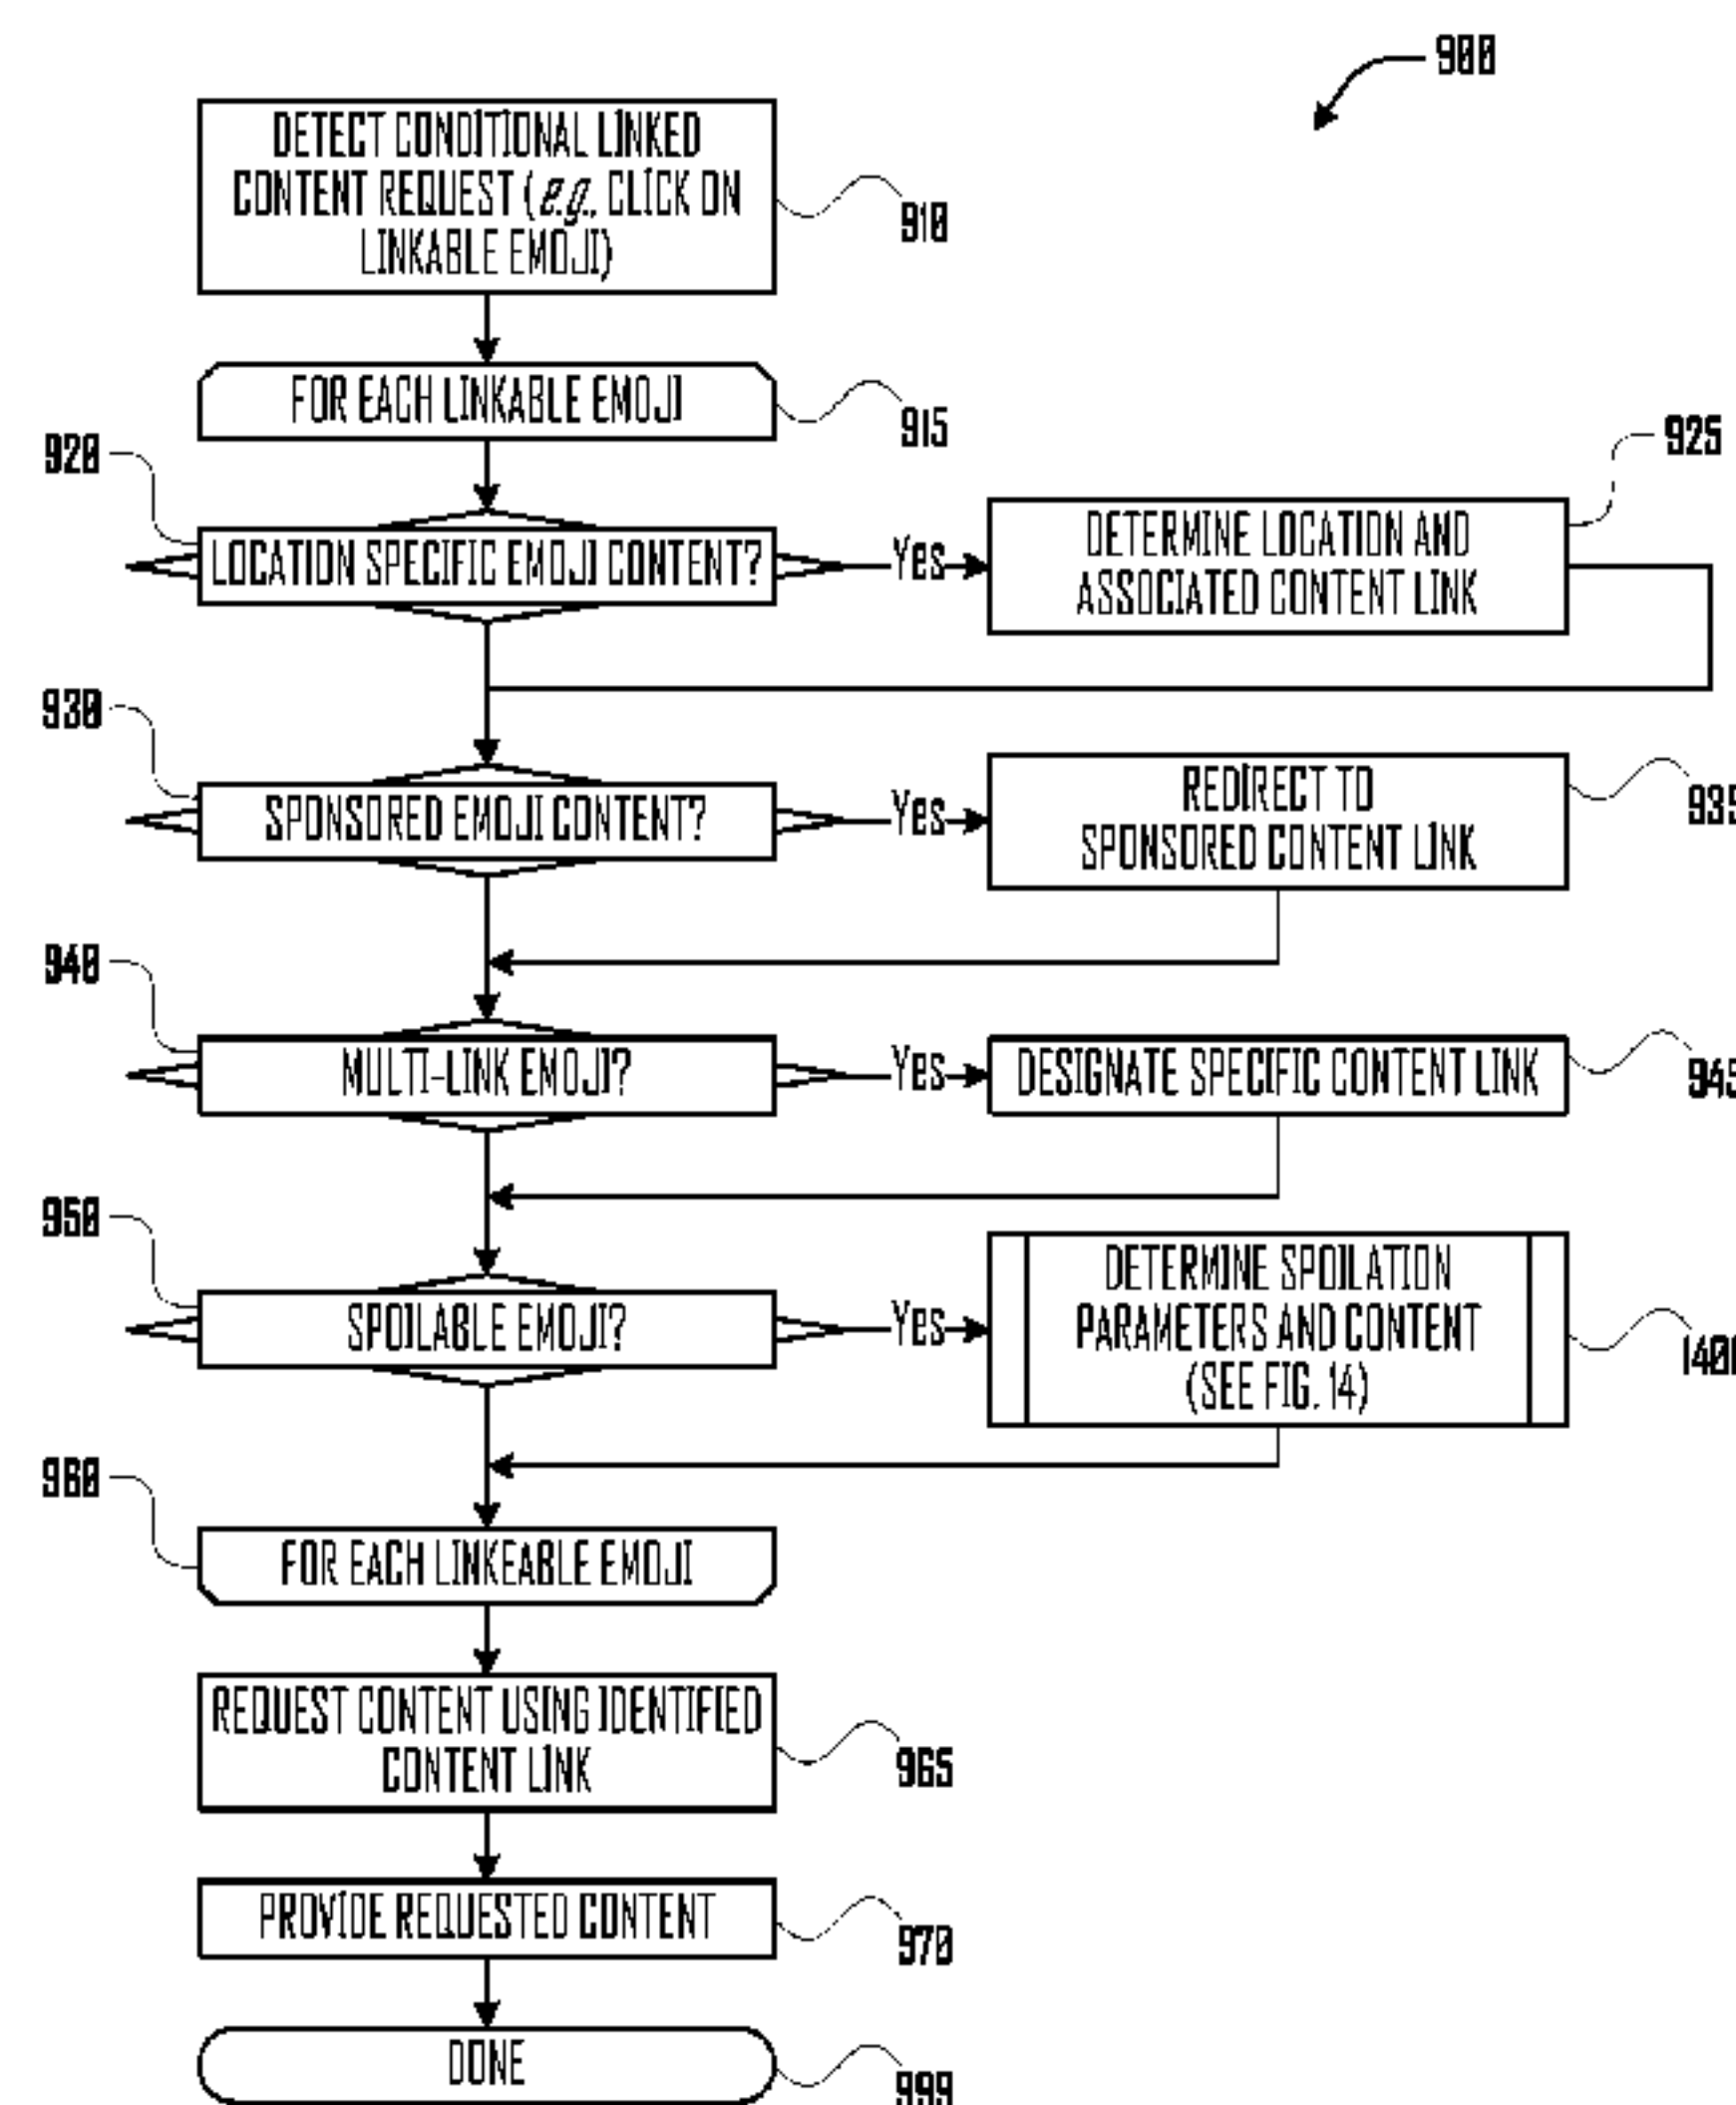 900
DETECT CONDITIONAL LINKED
CONTENT REQUEST (e.g., CLICK ON
LINKABLE EMOJI)
910
FOR EACH LINKABLE EMOJI
915
920
LOCATION SPECIFIC EMOJI CONTENT?
Yes
DETERMINE LOCATION AND
ASSOCIATED CONTENT LINK
925
930
SPONSORED EMOJI CONTENT?
Yes
REDIRECT TO
SPONSORED CONTENT LINK
935
940
MULTI-LINK EMOJI?
Yes
DESIGNATE SPECIFIC CONTENT LINK
945
950
SPOILABLE EMOJI?
Yes
DETERMINE SPOILATION
PARAMETERS AND CONTENT
(SEE FIG. 14)
960
FOR EACH LINKEABLE EMOJI
REQUEST CONTENT USING IDENTIFIED
CONTENT LINK
965
PROVIDE REQUESTED CONTENT
970
DONE
999